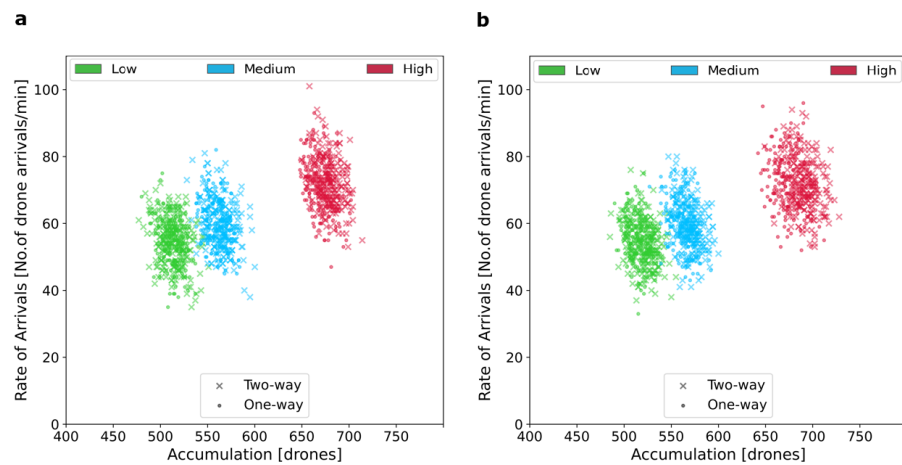 a
Low Medium High
100
80
60
40
20
0
Rate of Arrivals [No.of drone arrivals/min]
Two-way
One-way
400 450 500 550 600 650 700 750
Accumulation [drones]
b
Low Medium High
100
80
60
40
20
0
Rate of Arrivals [No.of drone arrivals/min]
Two-way
One-way
400 450 500 550 600 650 700 750
Accumulation [drones]